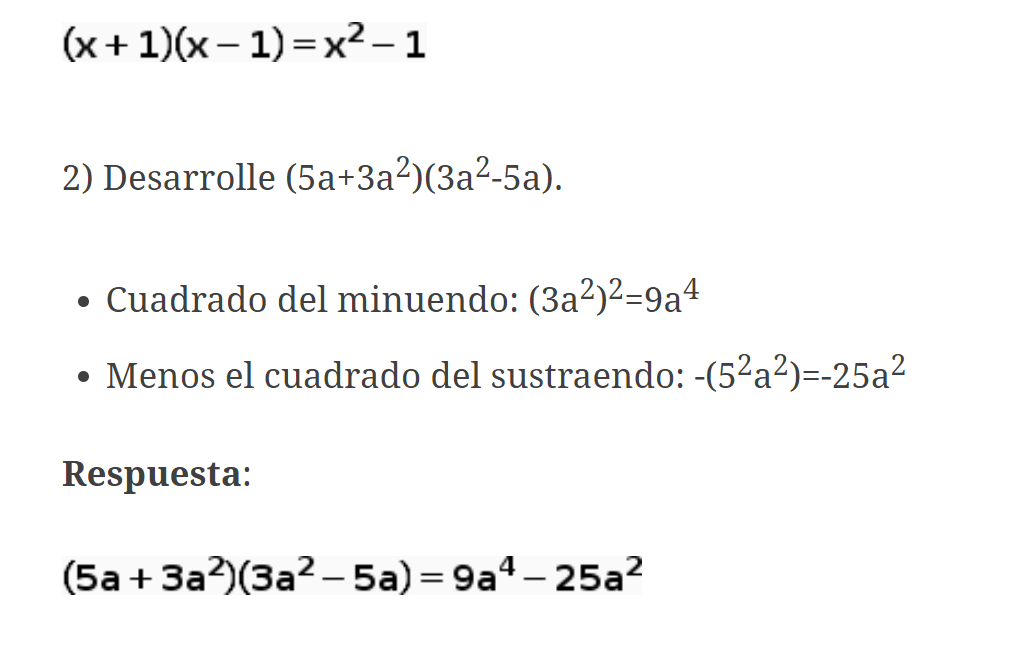 (x + 1)(x − 1) = x² − 1
2) Desarrolle (5a+3a²)(3a²-5a).
• Cuadrado del minuendo: (3a²)²=9a⁴
• Menos el cuadrado del sustraendo: -(5²a²)=-25a²
Respuesta:
(5a + 3a²)(3a² − 5a) = 9a⁴ − 25a²